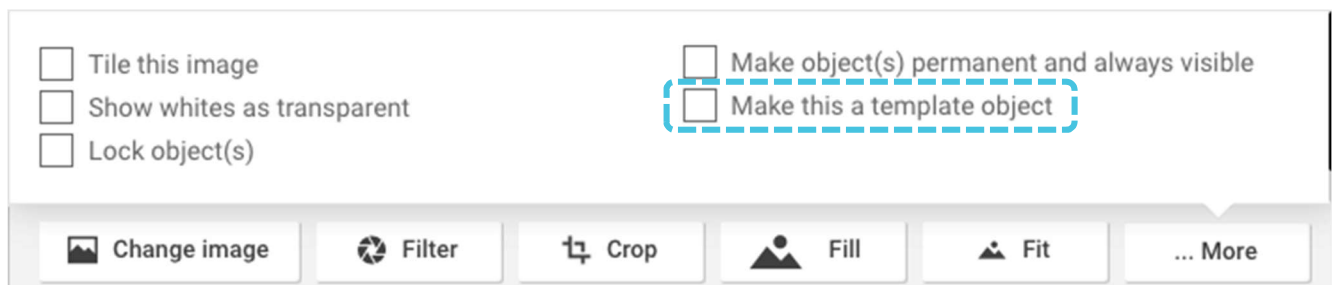 Tile this image
Show whites as transparent
Lock object(s)
Make object(s) permanent and always visible
Make this a template object
Change image
Filter
Crop
Fill
Fit
... More